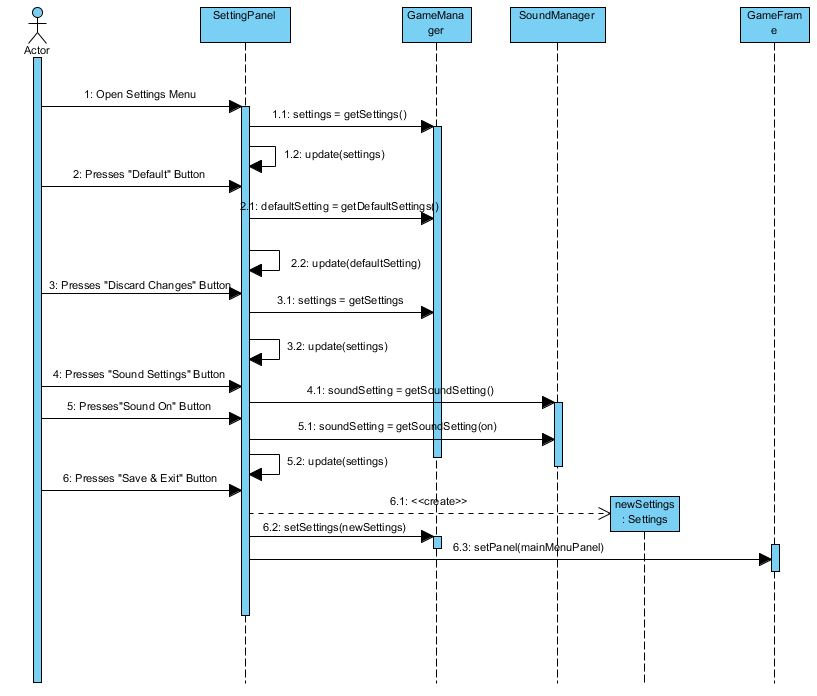 Actor
SettingPanel
GameMana
ger
SoundManager
GameFram
e
1: Open Settings Menu
1.1: settings = getSettings()
1.2: update(settings)
2: Presses "Default" Button
2.1: defaultSetting = getDefaultSettings()
2.2: update(defaultSetting)
3: Presses "Discard Changes" Button
3.1: settings = getSettings
3.2: update(settings)
4: Presses "Sound Settings" Button
4.1: soundSetting = getSoundSetting()
5: Presses"Sound On" Button
5.1: soundSetting = getSoundSetting(on)
5.2: update(settings)
6: Presses "Save & Exit" Button
6.1: <<create>>
newSettings
: Settings
6.2: setSettings(newSettings)
6.3: setPanel(mainMenuPanel)